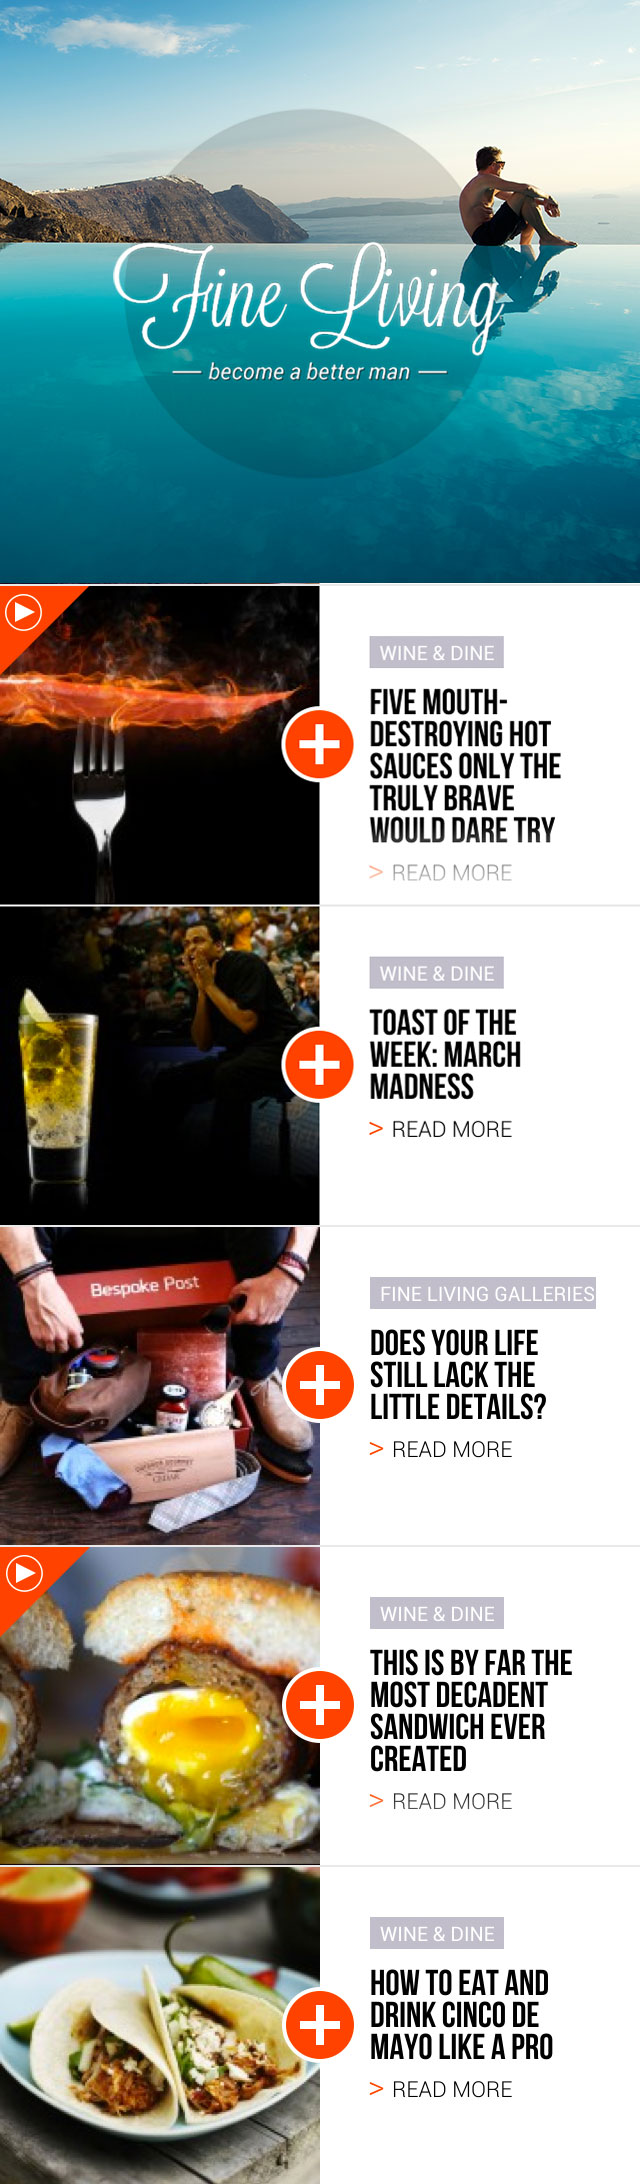 Fine Living
— become a better man —
WINE & DINE
FIVE MOUTH-
DESTROYING HOT
SAUCES ONLY THE
TRULY BRAVE
WOULD DARE TRY
> READ MORE
WINE & DINE
TOAST OF THE
WEEK: MARCH
MADNESS
> READ MORE
Bespoke Post
FINE LIVING GALLERIES
DOES YOUR LIFE
STILL LACK THE
LITTLE DETAILS?
> READ MORE
CEDAR
WINE & DINE
THIS IS BY FAR THE
MOST DECADENT
SANDWICH EVER
CREATED
> READ MORE
WINE & DINE
HOW TO EAT AND
DRINK CINCO DE
MAYO LIKE A PRO
> READ MORE